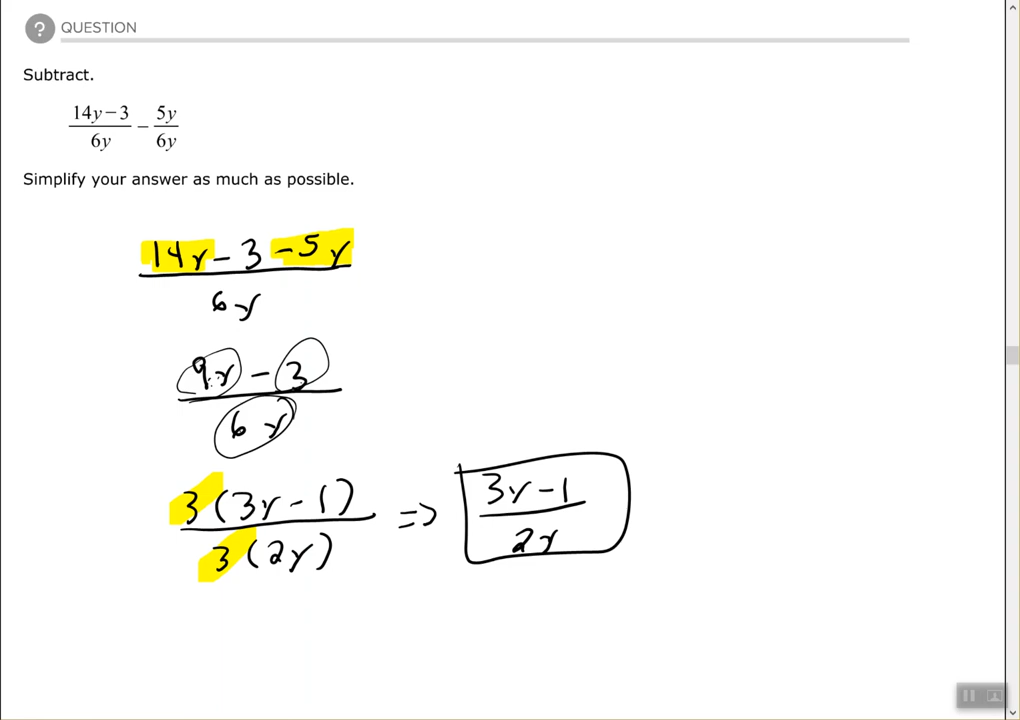 ? QUESTION
Subtract.
14y−3 5y
— − —
6y 6y
Simplify your answer as much as possible.
14y - 3 - 5y
6y
9y - 3
6y
3(3y - 1) => 3y - 1
3(2y) 2y